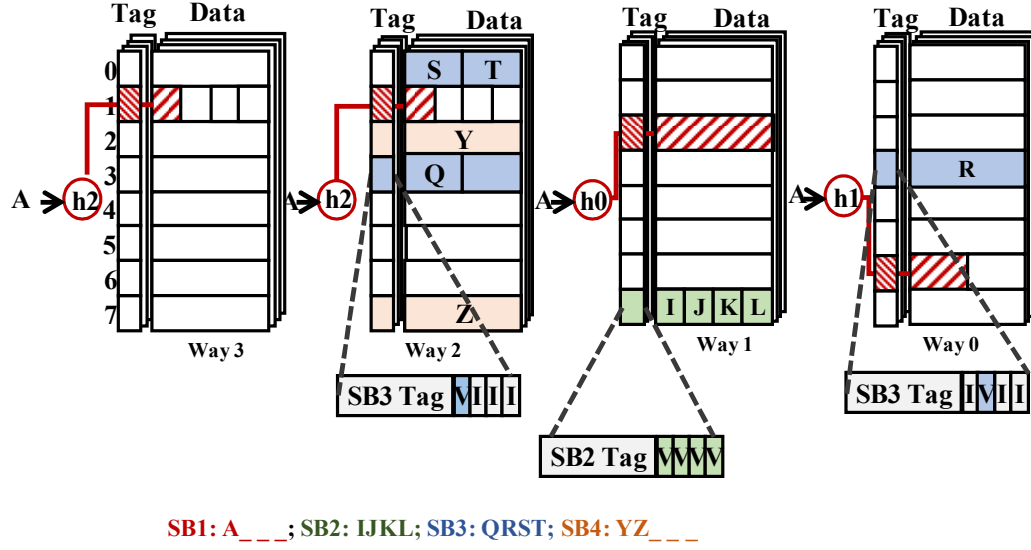 Tag Data Tag Data Tag Data Tag Data
0 S T
1
2 Y
3 Q R
A h2 A h2 A h0 A h1
4
5
6
7 Z I J K L
Way 3 Way 2 Way 1 Way 0
SB3 Tag V I I I SB3 Tag I V I I
SB2 Tag V V V V
SB1: A_ _ _; SB2: IJKL; SB3: QRST; SB4: YZ_ _ _